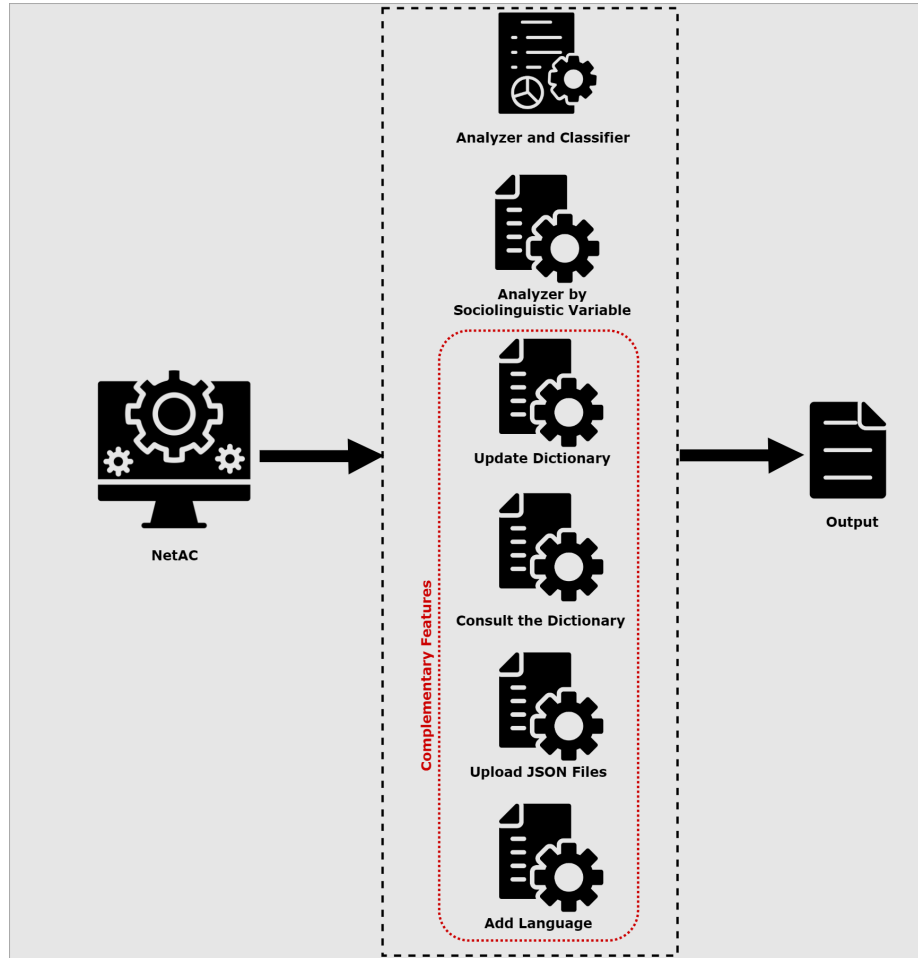 Analyzer and Classifier
Analyzer by
Sociolinguistic Variable
Update Dictionary
NetAC
Output
Consult the Dictionary
Complementary Features
Upload JSON Files
Add Language